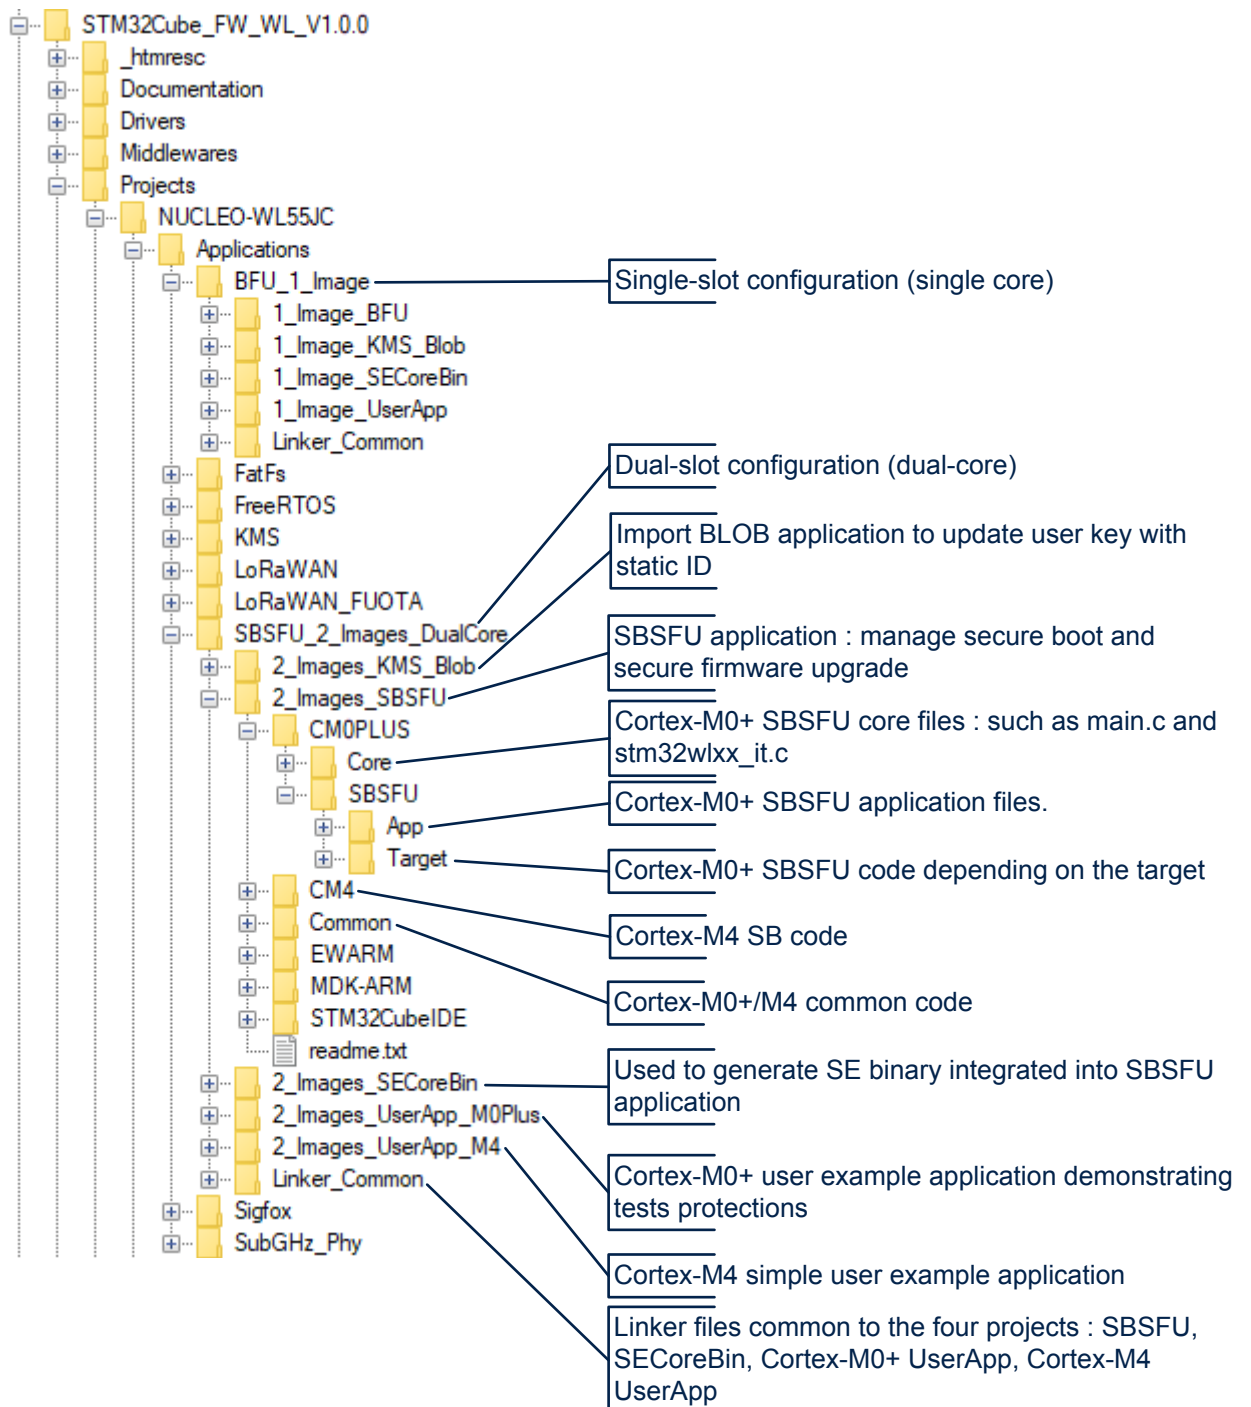 STM32Cube_FW_WL_V1.0.0
_htmresc
Documentation
Drivers
Middlewares
Projects
NUCLEO-WL55JC
Applications
BFU_1_Image
Single-slot configuration (single core)
1_Image_BFU
1_Image_KMS_Blob
1_Image_SECoreBin
1_Image_UserApp
Linker_Common
Dual-slot configuration (dual-core)
FatFs
FreeRTOS
KMS
Import BLOB application to update user key with
static ID
LoRaWAN
LoRaWAN_FUOTA
SBSFU_2_Images_DualCore
SBSFU application : manage secure boot and
secure firmware upgrade
2_Images_KMS_Blob
2_Images_SBSFU
CM0PLUS
Cortex-M0+ SBSFU core files : such as main.c and
stm32wlxx_it.c
Core
SBSFU
Cortex-M0+ SBSFU application files.
App
Target
Cortex-M0+ SBSFU code depending on the target
CM4
Common
Cortex-M4 SB code
EWARM
MDK-ARM
Cortex-M0+/M4 common code
STM32CubeIDE
readme.txt
Used to generate SE binary integrated into SBSFU
application
2_Images_SECoreBin
2_Images_UserApp_M0Plus
2_Images_UserApp_M4
Linker_Common
Cortex-M0+ user example application demonstrating
tests protections
Sigfox
SubGHz_Phy
Cortex-M4 simple user example application
Linker files common to the four projects : SBSFU,
SECoreBin, Cortex-M0+ UserApp, Cortex-M4
UserApp